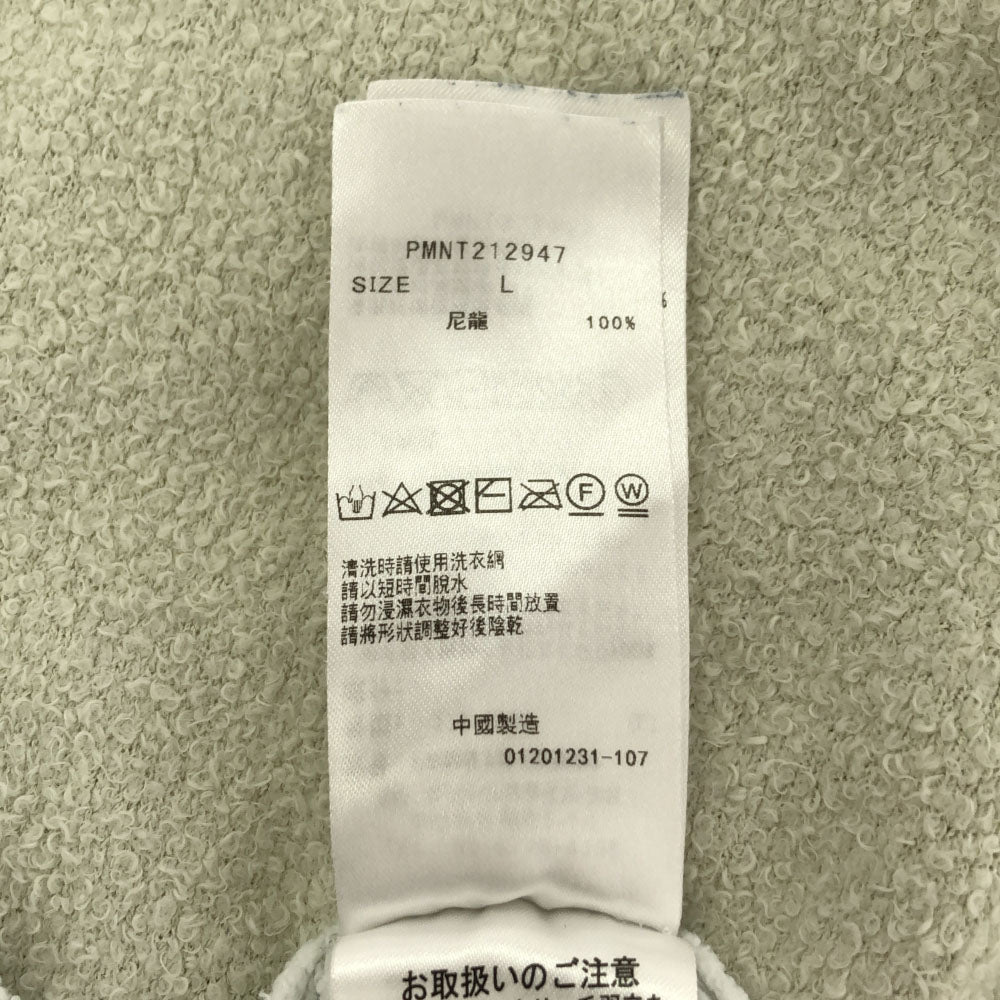 PMNT212947
SIZE L
尼龍 100%
F W
清洗時請使用洗衣網
請以短時間脫水
請勿浸濕衣物後長時間放置
請將形狀調整好後陰乾
中國製造
01201231-107
お取扱いのご注意